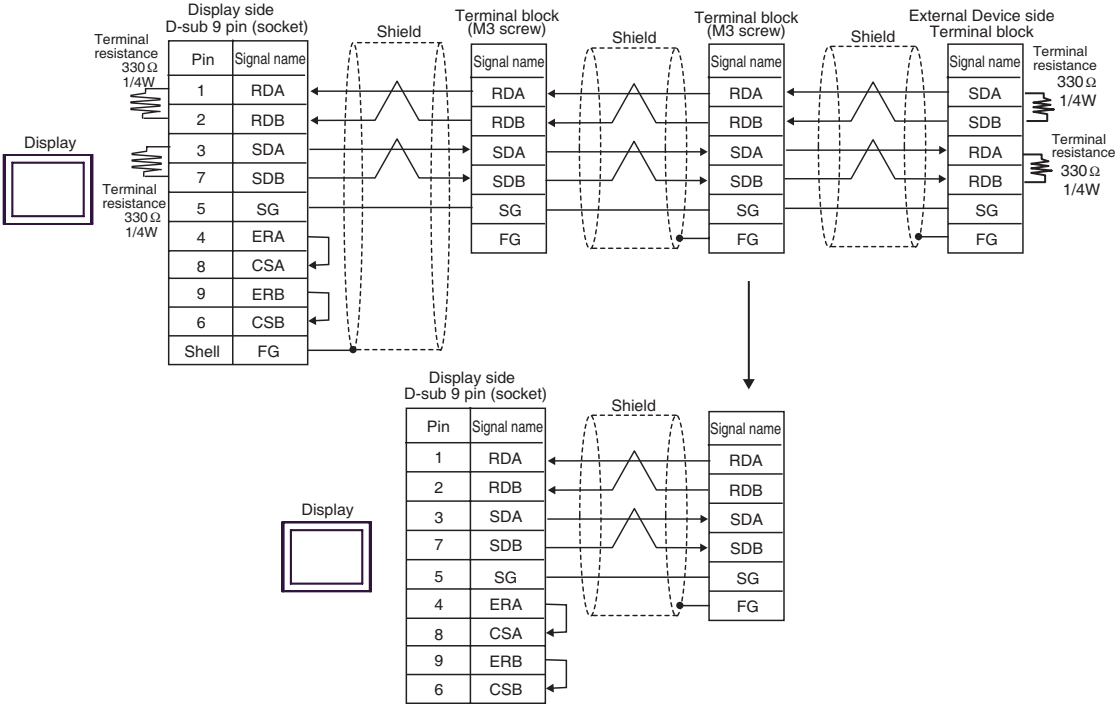 Display side
D-sub 9 pin (socket)
Terminal
resistance
330 Ω
1/4W
Pin Signal name
1 RDA
2 RDB
3 SDA
7 SDB
5 SG
4 ERA
8 CSA
9 ERB
6 CSB
Shell FG
Display
Terminal
resistance
330 Ω
1/4W
Shield
Terminal block
(M3 screw)
Signal name
RDA
RDB
SDA
SDB
SG
FG
Shield
Terminal block
(M3 screw)
Signal name
RDA
RDB
SDA
SDB
SG
FG
Shield
External Device side
Terminal block
Signal name
SDA
SDB
RDA
RDB
SG
FG
Terminal
resistance
330 Ω
1/4W
Terminal
resistance
330 Ω
1/4W
Display side
D-sub 9 pin (socket)
Pin Signal name
1 RDA
2 RDB
3 SDA
7 SDB
5 SG
4 ERA
8 CSA
9 ERB
6 CSB
Display
Shield
Signal name
RDA
RDB
SDA
SDB
SG
FG